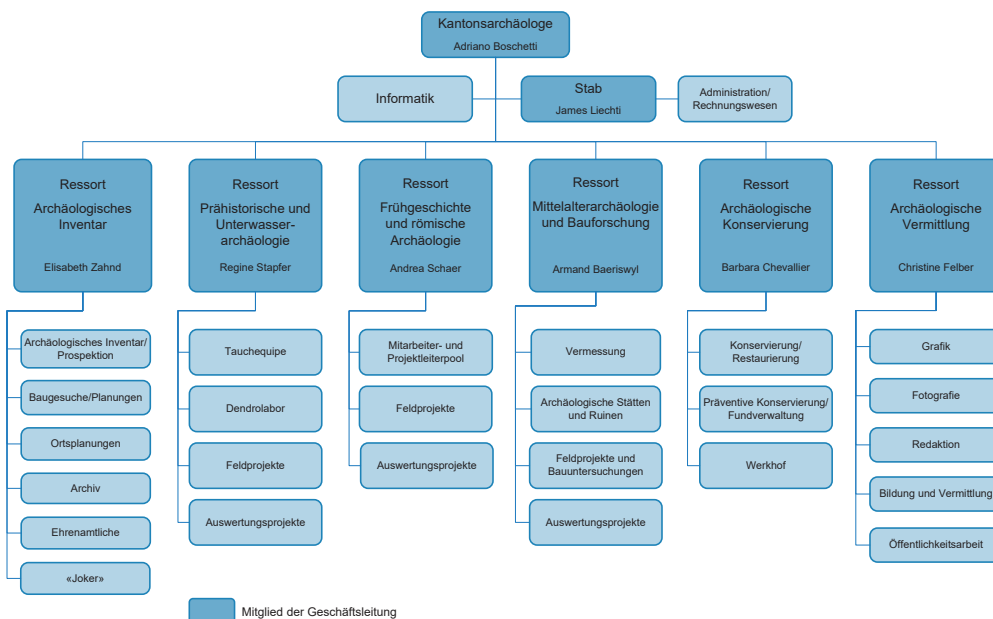 Kantonsarchäologe
Adriano Boschetti
Informatik
Stab
James Liechti
Administration/
Rechnungswesen
Ressort
Archäologisches
Inventar
Elisabeth Zahnd
Ressort
Prähistorische und
Unterwasser-
archäologie
Regine Stapfer
Ressort
Frühgeschichte
und römische
Archäologie
Andrea Schaer
Ressort
Mittelalterarchäologie
und Bauforschung
Armand Baeriswyl
Ressort
Archäologische
Konservierung
Barbara Chevallier
Ressort
Archäologische
Vermittlung
Christine Felber
Archäologisches Inventar/
Prospektion
Baugesuche/Planungen
Ortsplanungen
Archiv
Ehrenamtliche
«Joker»
Tauchequipe
Dendrolabor
Feldprojekte
Auswertungsprojekte
Mitarbeiter- und
Projektleiterpool
Feldprojekte
Auswertungsprojekte
Vermessung
Archäologische Stätten
und Ruinen
Feldprojekte und
Bauuntersuchungen
Auswertungsprojekte
Konservierung/
Restaurierung
Präventive Konservierung/
Fundverwaltung
Werkhof
Grafik
Fotografie
Redaktion
Bildung und Vermittlung
Öffentlichkeitsarbeit
Mitglied der Geschäftsleitung